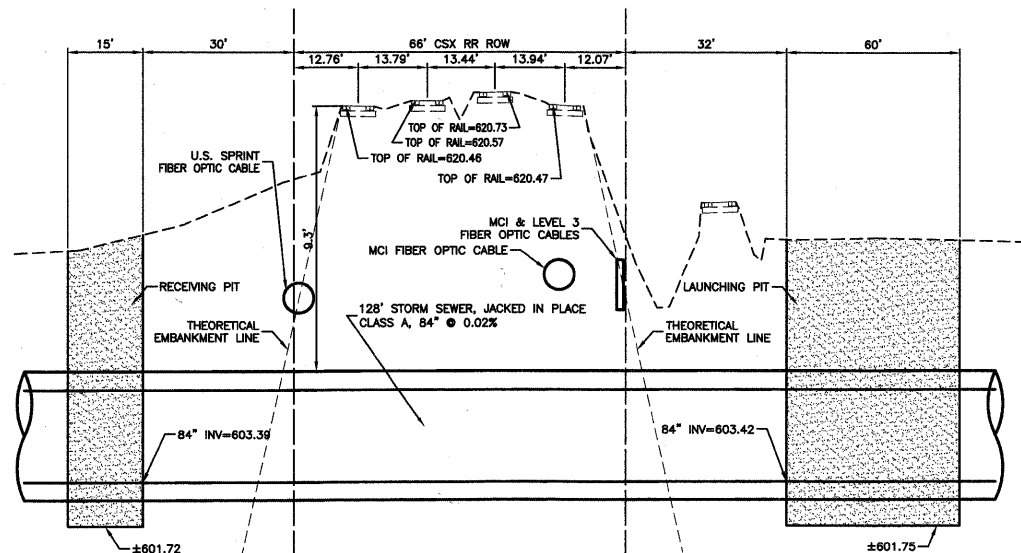 15'
30'
66' CSX RR ROW
32'
60'
12.76'
13.79'
13.44'
13.94'
12.07'
TOP OF RAIL=620.73
TOP OF RAIL=620.57
TOP OF RAIL=620.46
TOP OF RAIL=620.47
U.S. SPRINT
FIBER OPTIC CABLE
9.3'
MCI & LEVEL 3
FIBER OPTIC CABLES
MCI FIBER OPTIC CABLE
RECEIVING PIT
LAUNCHING PIT
128' STORM SEWER, JACKED IN PLACE
CLASS A, 84" @ 0.02%
THEORETICAL
EMBANKMENT LINE
THEORETICAL
EMBANKMENT LINE
84" INV=603.39
84" INV=603.42
±601.72
±601.75